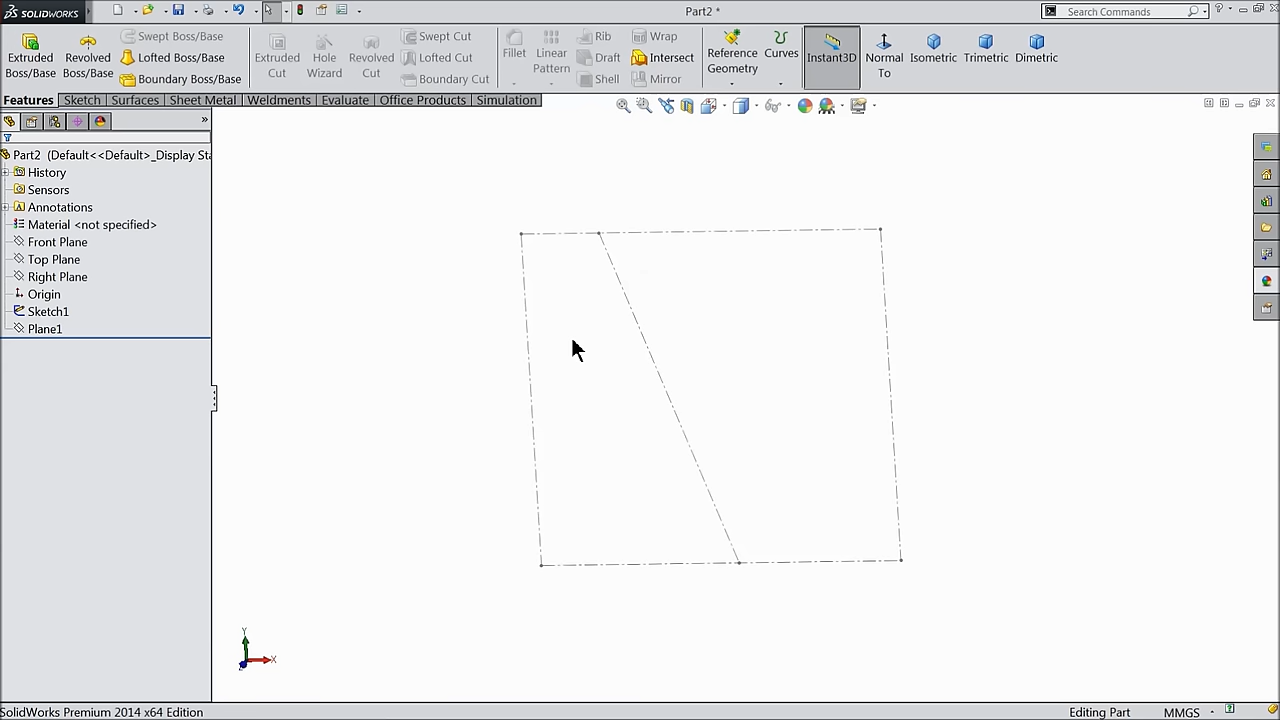 SOLIDWORKS
Part2 *
Search Commands
Extruded Boss/Base
Revolved Boss/Base
Swept Boss/Base
Lofted Boss/Base
Boundary Boss/Base
Extruded Cut
Hole Wizard
Revolved Cut
Swept Cut
Lofted Cut
Boundary Cut
Fillet
Linear Pattern
Rib
Draft
Shell
Wrap
Intersect
Mirror
Reference Geometry
Curves
Instant3D
Normal To
Isometric
Trimetric
Dimetric
Features Sketch Surfaces Sheet Metal Weldments Evaluate Office Products Simulation
Part2 (Default<<Default>_Display Sta
History
Sensors
Annotations
Material <not specified>
Front Plane
Top Plane
Right Plane
Origin
Sketch1
Plane1
Y
X
Z
SolidWorks Premium 2014 x64 Edition
Editing Part
MMGS